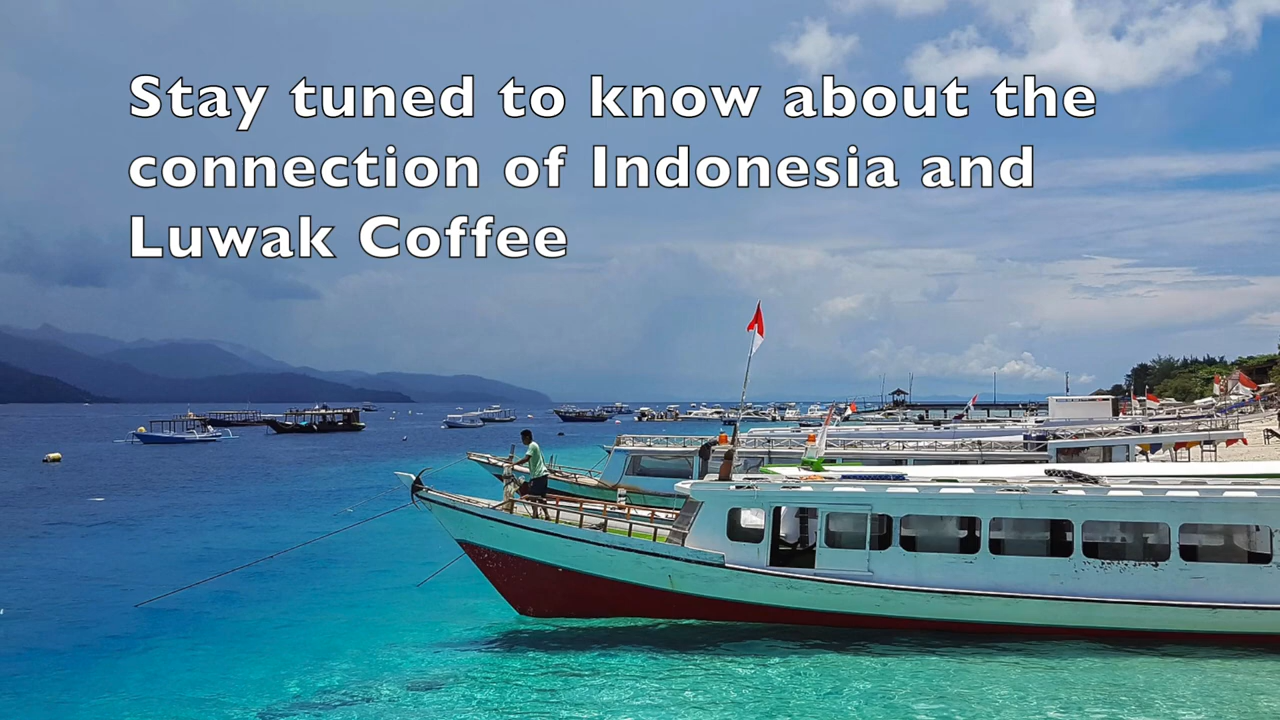 Stay tuned to know about the
connection of Indonesia and
Luwak Coffee